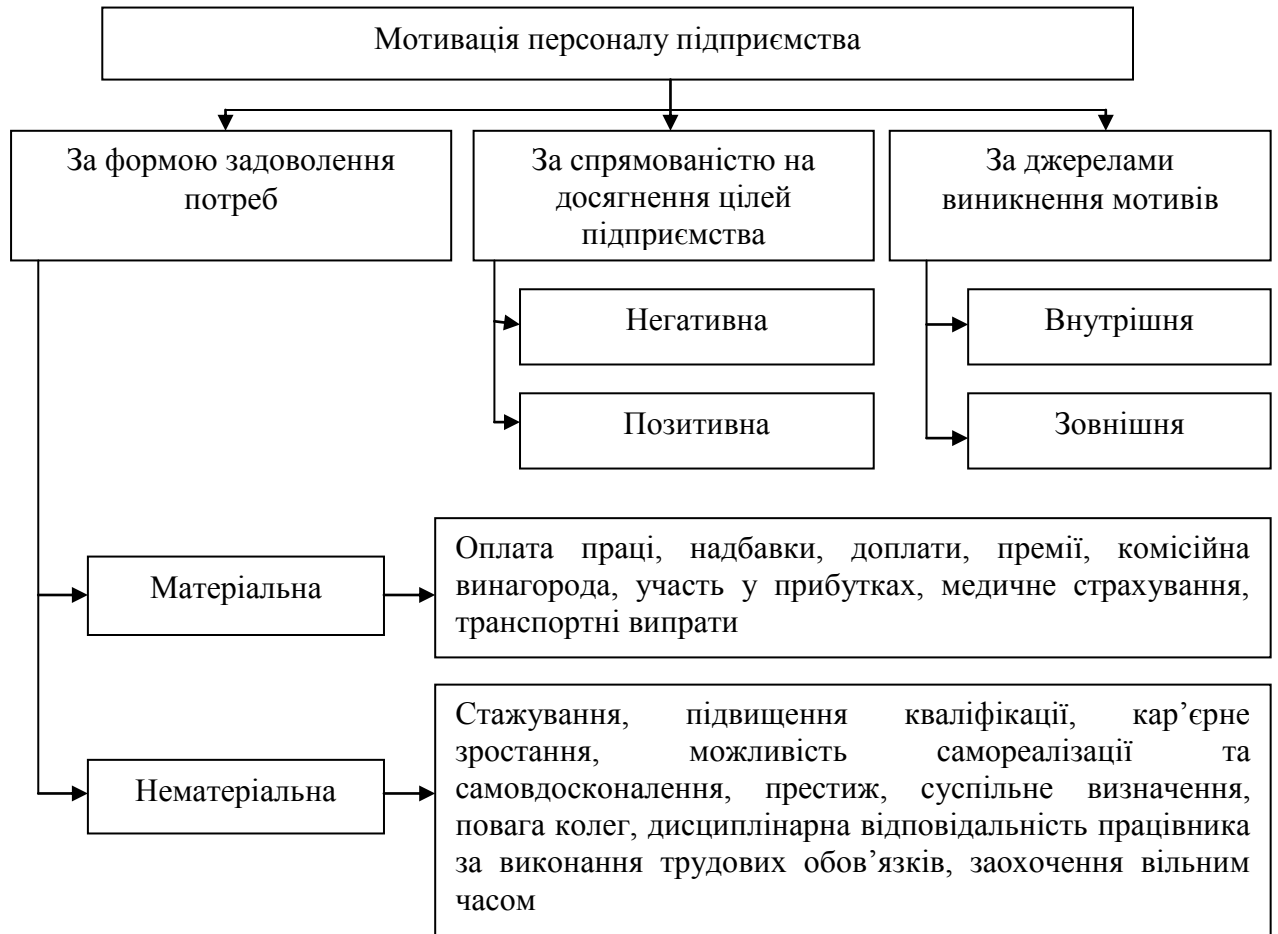 Мотивація персоналу підприємства
За формою задоволення
потреб
За спрямованістю на
досягнення цілей
підприємства
За джерелами
виникнення мотивів
Негативна
Внутрішня
Позитивна
Зовнішня
Матеріальна
Оплата праці, надбавки, доплати, премії, комісійна
винагорода, участь у прибутках, медичне страхування,
транспортні випрати
Нематеріальна
Стажування, підвищення кваліфікації, кар’єрне
зростання, можливість самореалізації та
самовдосконалення, престиж, суспільне визначення,
повага колег, дисциплінарна відповідальність працівника
за виконання трудових обов’язків, заохочення вільним
часом